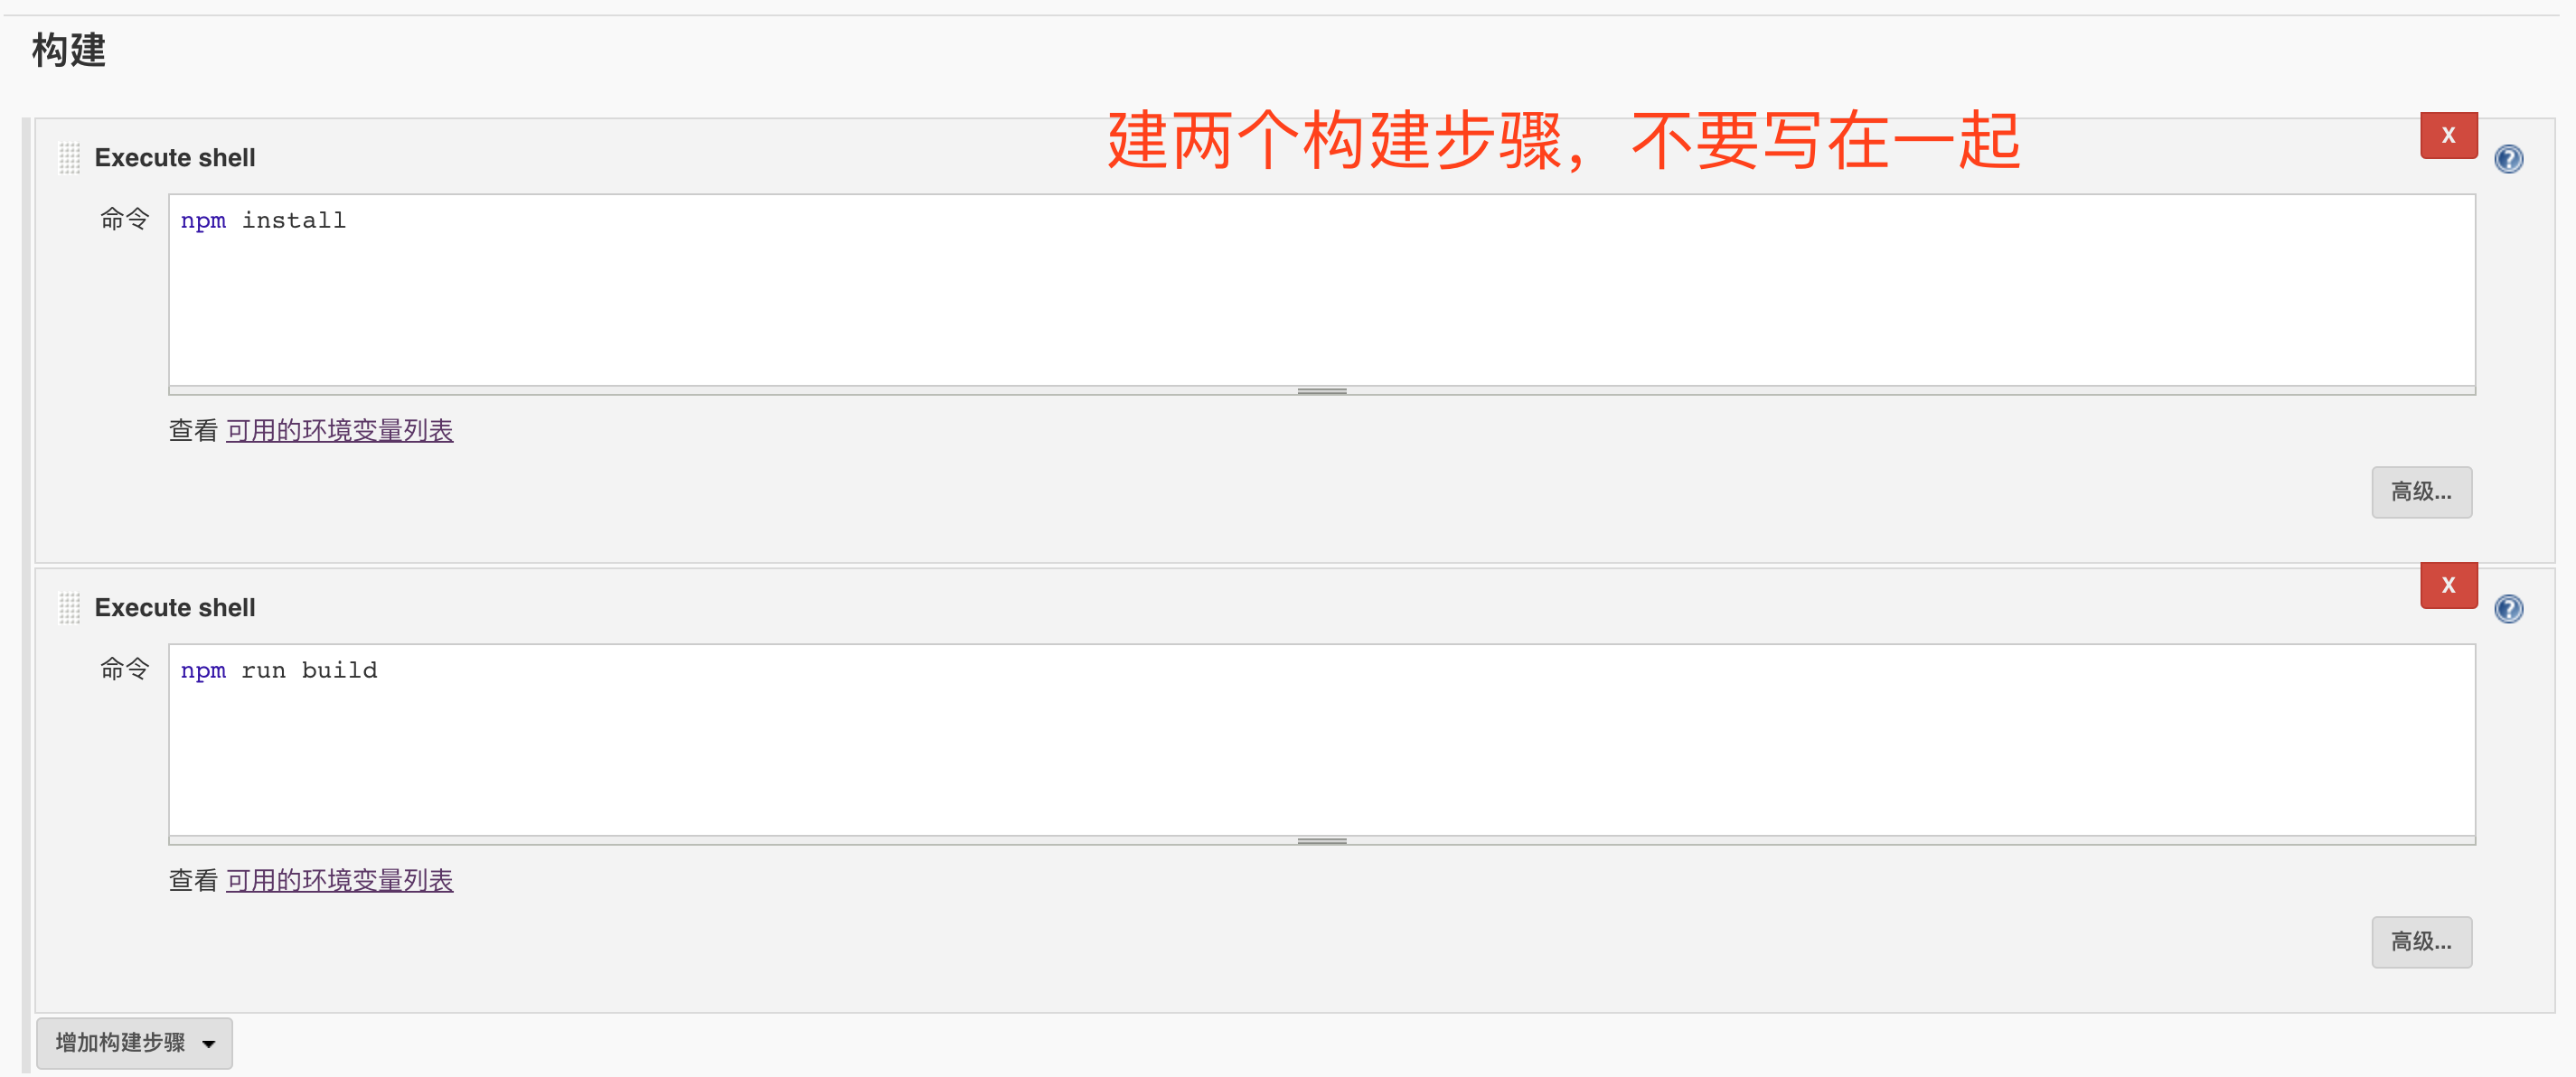 构建
建两个构建步骤，不要写在一起
X
Execute shell
?
命令
npm install
查看 可用的环境变量列表
高级...
X
Execute shell
?
命令
npm run build
查看 可用的环境变量列表
高级...
增加构建步骤